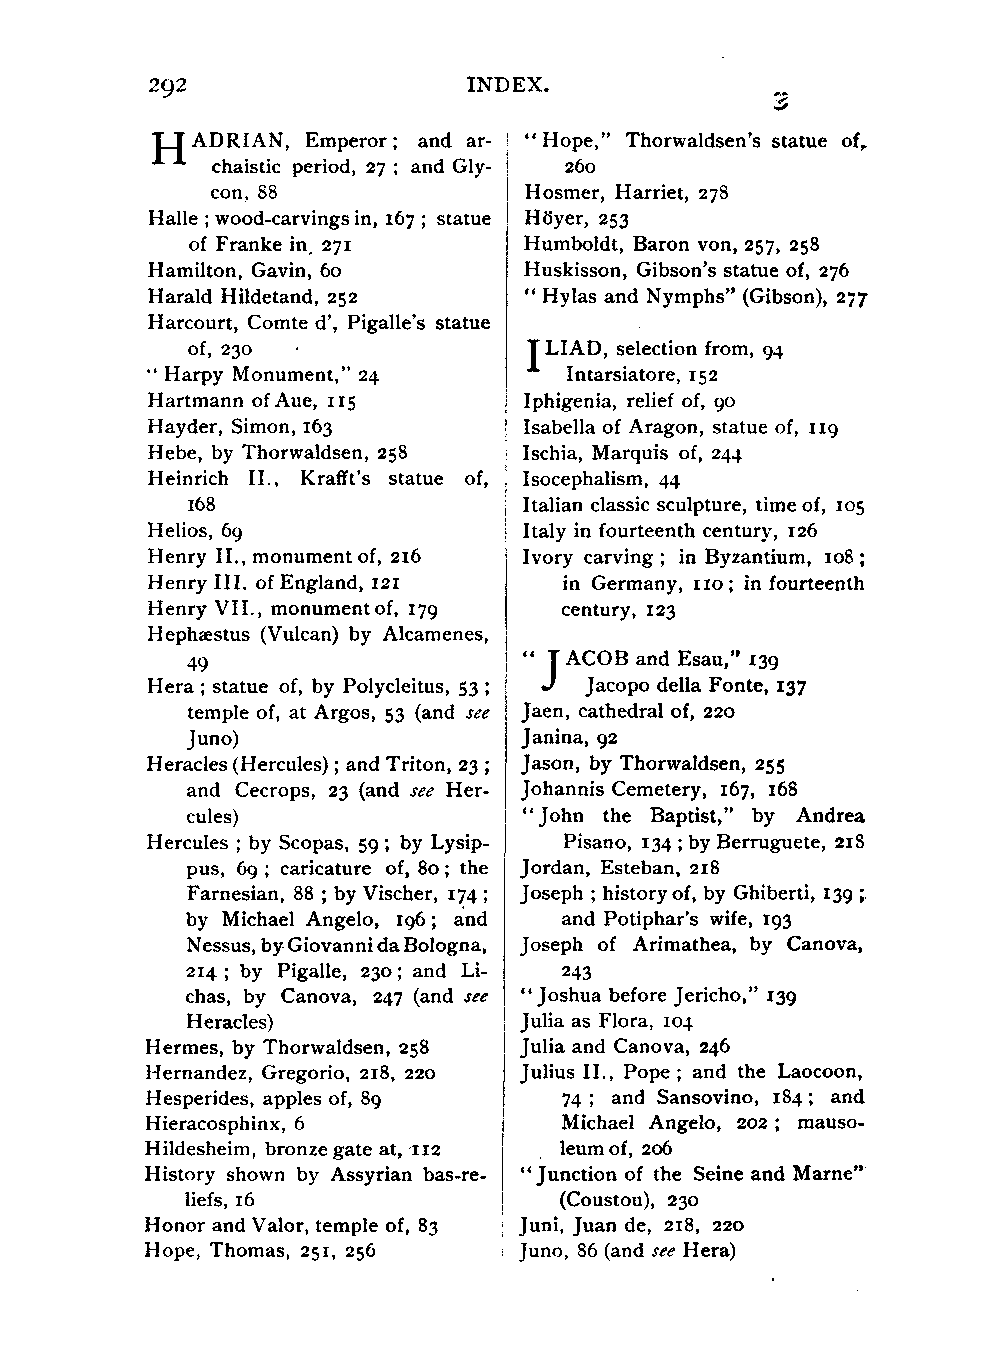 292
INDEX.
HADRIAN, Emperor; and ar-
chaistic period, 27; and Gly-
con, 88
Halle; wood-carvings in, 167; statue
of Franke in, 271
Hamilton, Gavin, 60
Harald Hildetand, 252
Harcourt, Comte d', Pigalle's statue
of, 230
"Harpy Monument," 24
Hartmann of Aue, 115
Hayder, Simon, 163
Hebe, by Thorwaldsen, 258
Heinrich II., Krafft's statue of,
168
Helios, 69
Henry II., monument of, 216
Henry III. of England, 121
Henry VII., monument of, 179
Hephæstus (Vulcan) by Alcamenes,
49
Hera; statue of, by Polycleitus, 53;
temple of, at Argos, 53 (and see
Juno)
Heracles (Hercules); and Triton, 23;
and Cecrops, 23 (and see Her-
cules)
Hercules; by Scopas, 59; by Lysip-
pus, 69; caricature of, 80; the
Farnesian, 88; by Vischer, 174;
by Michael Angelo, 196; and
Nessus, by Giovanni da Bologna,
214; by Pigalle, 230; and Li-
chas, by Canova, 247 (and see
Heracles)
Hermes, by Thorwaldsen, 258
Hernandez, Gregorio, 218, 220
Hesperides, apples of, 89
Hieracosphinx, 6
Hildesheim, bronze gate at, 112
History shown by Assyrian bas-re-
liefs, 16
Honor and Valor, temple of, 83
Hope, Thomas, 251, 256
"Hope," Thorwaldsen's statue of,
260
Hosmer, Harriet, 278
Höyer, 253
Humboldt, Baron von, 257, 258
Huskisson, Gibson's statue of, 276
"Hylas and Nymphs" (Gibson), 277
ILIAD, selection from, 94
Intarsiatore, 152
Iphigenia, relief of, 90
Isabella of Aragon, statue of, 119
Ischia, Marquis of, 244
Isocephalism, 44
Italian classic sculpture, time of, 105
Italy in fourteenth century, 126
Ivory carving; in Byzantium, 108;
in Germany, 110; in fourteenth
century, 123
"JACOB and Esau," 139
Jacopo della Fonte, 137
Jaen, cathedral of, 220
Janina, 92
Jason, by Thorwaldsen, 255
Johannis Cemetery, 167, 168
"John the Baptist," by Andrea
Pisano, 134; by Berruguete, 218
Jordan, Esteban, 218
Joseph; history of, by Ghiberti, 139;
and Potiphar's wife, 193
Joseph of Arimathea, by Canova,
243
"Joshua before Jericho," 139
Julia as Flora, 104
Julia and Canova, 246
Julius II., Pope; and the Laocoon,
74; and Sansovino, 184; and
Michael Angelo, 202; mauso-
leum of, 206
"Junction of the Seine and Marne"
(Coustou), 230
Juni, Juan de, 218, 220
Juno, 86 (and see Hera)